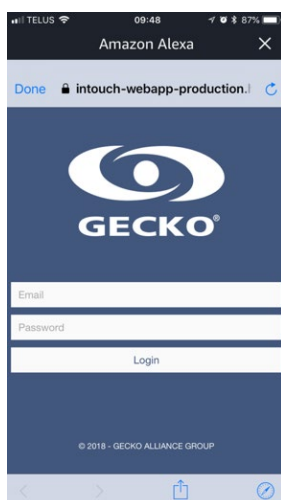 TELUS 09:48 87%
Amazon Alexa
Done intouch-webapp-production.
GECKO®
Email
Password
Login
© 2018 - GECKO ALLIANCE GROUP